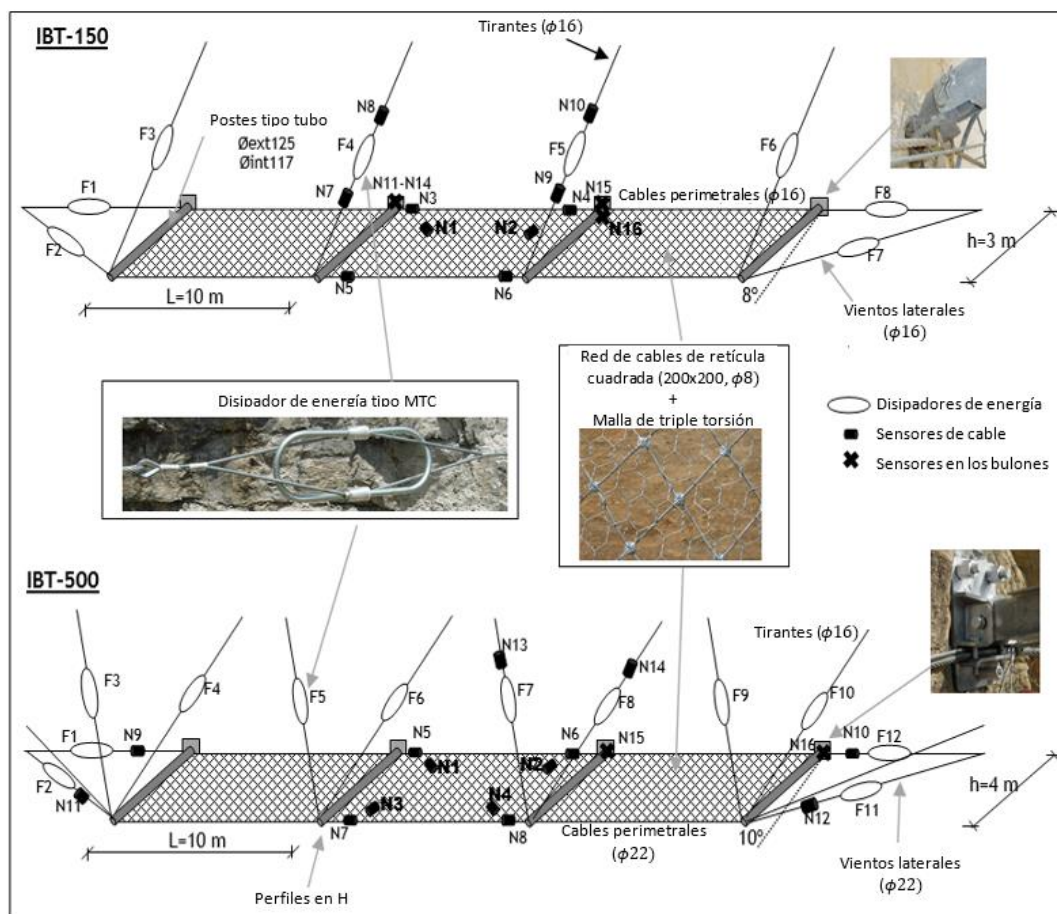 IBT-150
Tirantes (ϕ16)
N8
N10
Postes tipo tubo
Øext125
Øint117
F3
F4
F5
F6
F1
N7
N11-N14
N3
N9
N15
N4
Cables perimetrales (ϕ16)
F8
F2
N1
N2
N16
F7
h=3 m
N5
N6
8º
L=10 m
Vientos laterales
(ϕ16)
Red de cables de retícula
cuadrada (200x200, ϕ8)
+
Malla de triple torsión
Disipador de energía tipo MTC
Disipadores de energía
Sensores de cable
Sensores en los bulones
IBT-500
Tirantes (ϕ16)
N13
N14
F3
F4
F5
F6
F7
F8
F9
F10
F1
N9
N5
N6
N15
N16
N10
F12
F2
N11
N1
N2
N3
N4
N12
F11
h=4 m
N7
N8
Cables perimetrales
(ϕ22)
10º
L=10 m
Vientos laterales
(ϕ22)
Perfiles en H